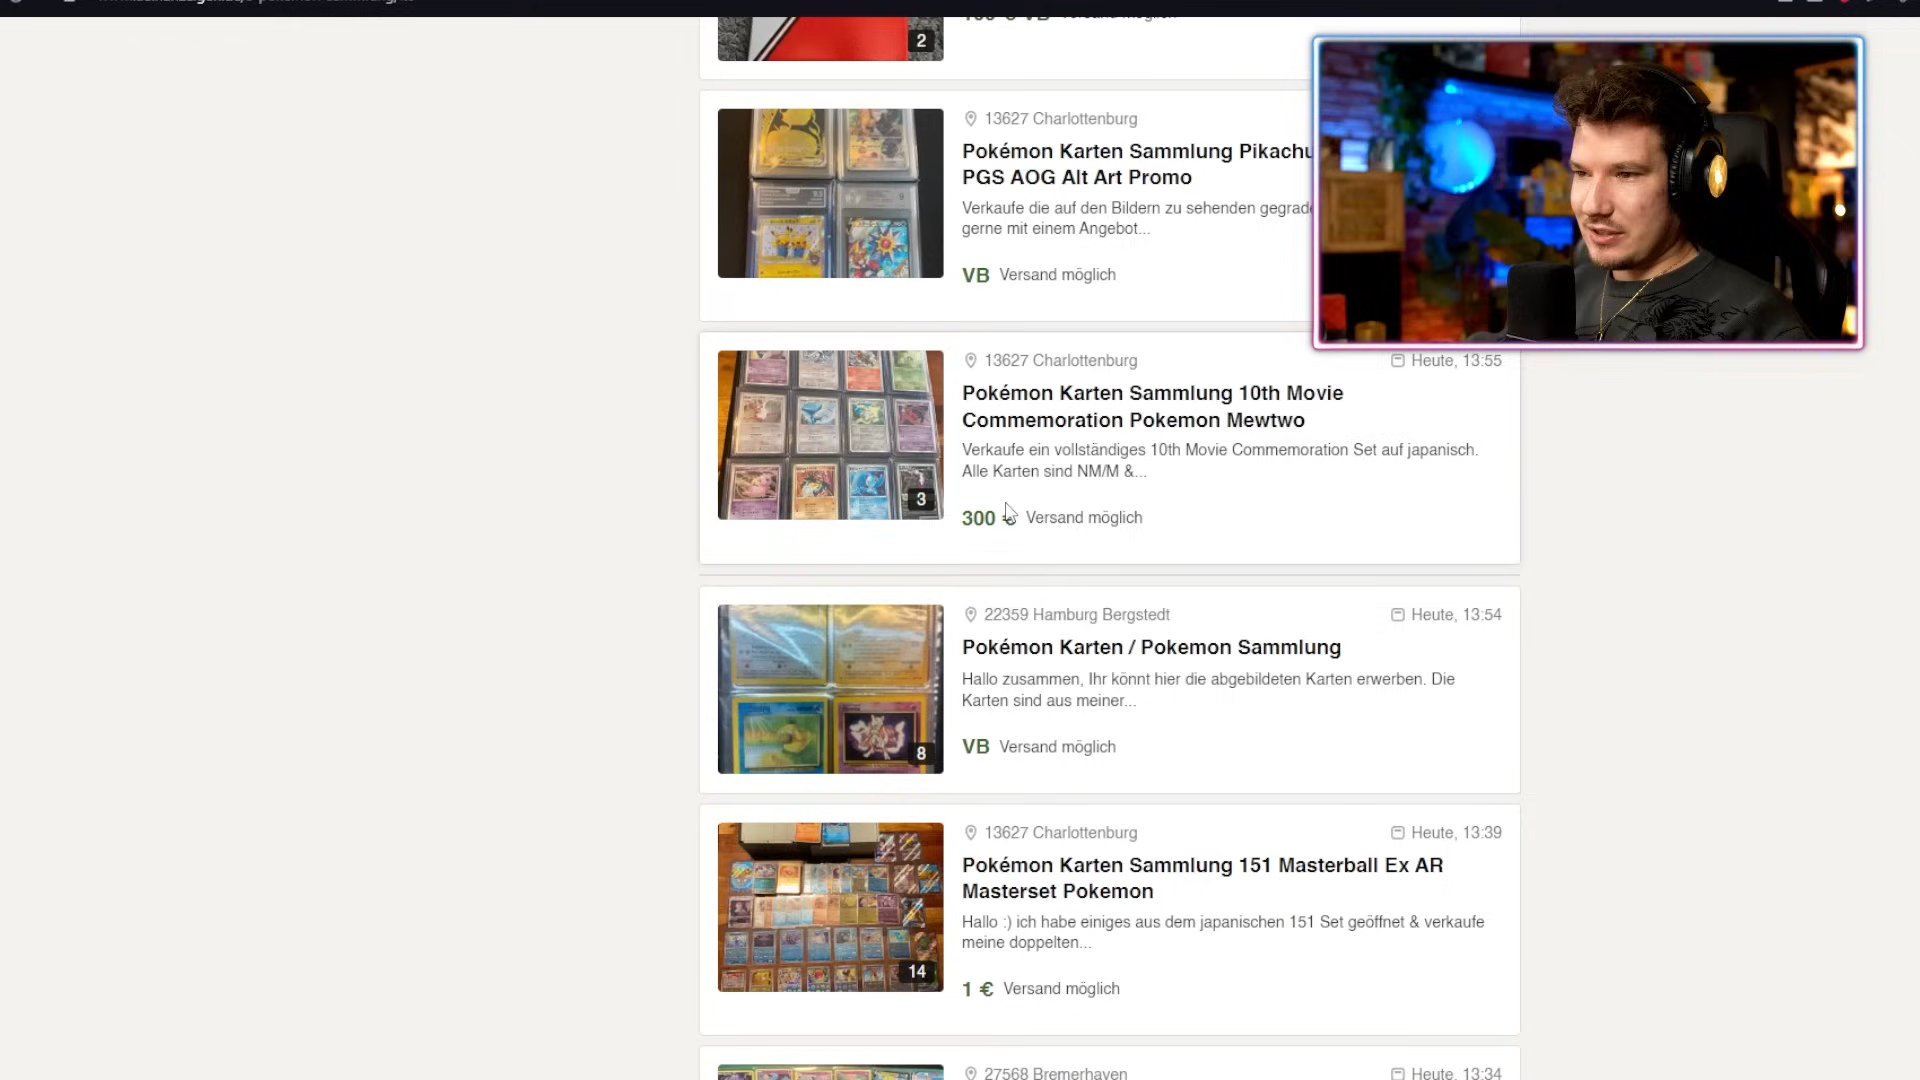 2
13627 Charlottenburg
Pokémon Karten Sammlung Pikachu
PGS AOG Alt Art Promo
Verkaufe die auf den Bildern zu sehenden
gerne mit einem Angebot...
VB Versand möglich
13627 Charlottenburg
Heute, 13:55
Pokémon Karten Sammlung 10th Movie
Commemoration Pokemon Mewtwo
Verkaufe ein vollständiges 10th Movie Commemoration Set auf japanisch.
Alle Karten sind NM/M &...
3
300 € Versand möglich
22359 Hamburg Bergstedt
Heute, 13:54
Pokémon Karten / Pokemon Sammlung
Hallo zusammen, Ihr könnt hier die abgebildeten Karten erwerben. Die
Karten sind aus meiner...
8
VB Versand möglich
13627 Charlottenburg
Heute, 13:39
Pokémon Karten Sammlung 151 Masterball Ex AR
Masterset Pokemon
Hallo :) ich habe einiges aus dem japanischen 151 Set geöffnet & verkaufe
meine doppelten...
14
1 € Versand möglich
27568 Bremerhaven
Heute, 13:34